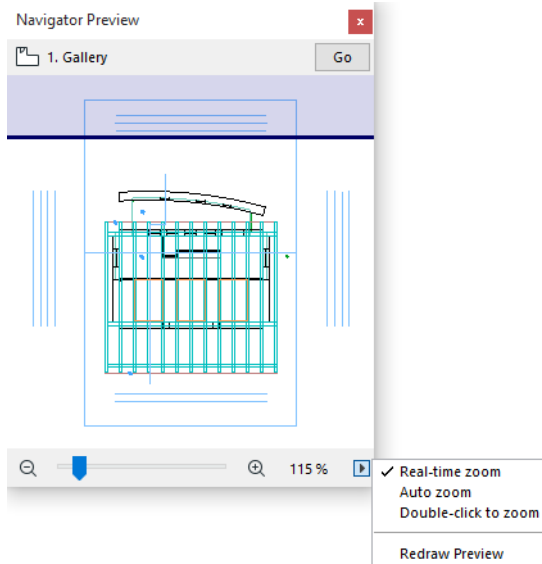 Navigator Preview
x
1. Gallery
Go
115 %
Real-time zoom
Auto zoom
Double-click to zoom
Redraw Preview